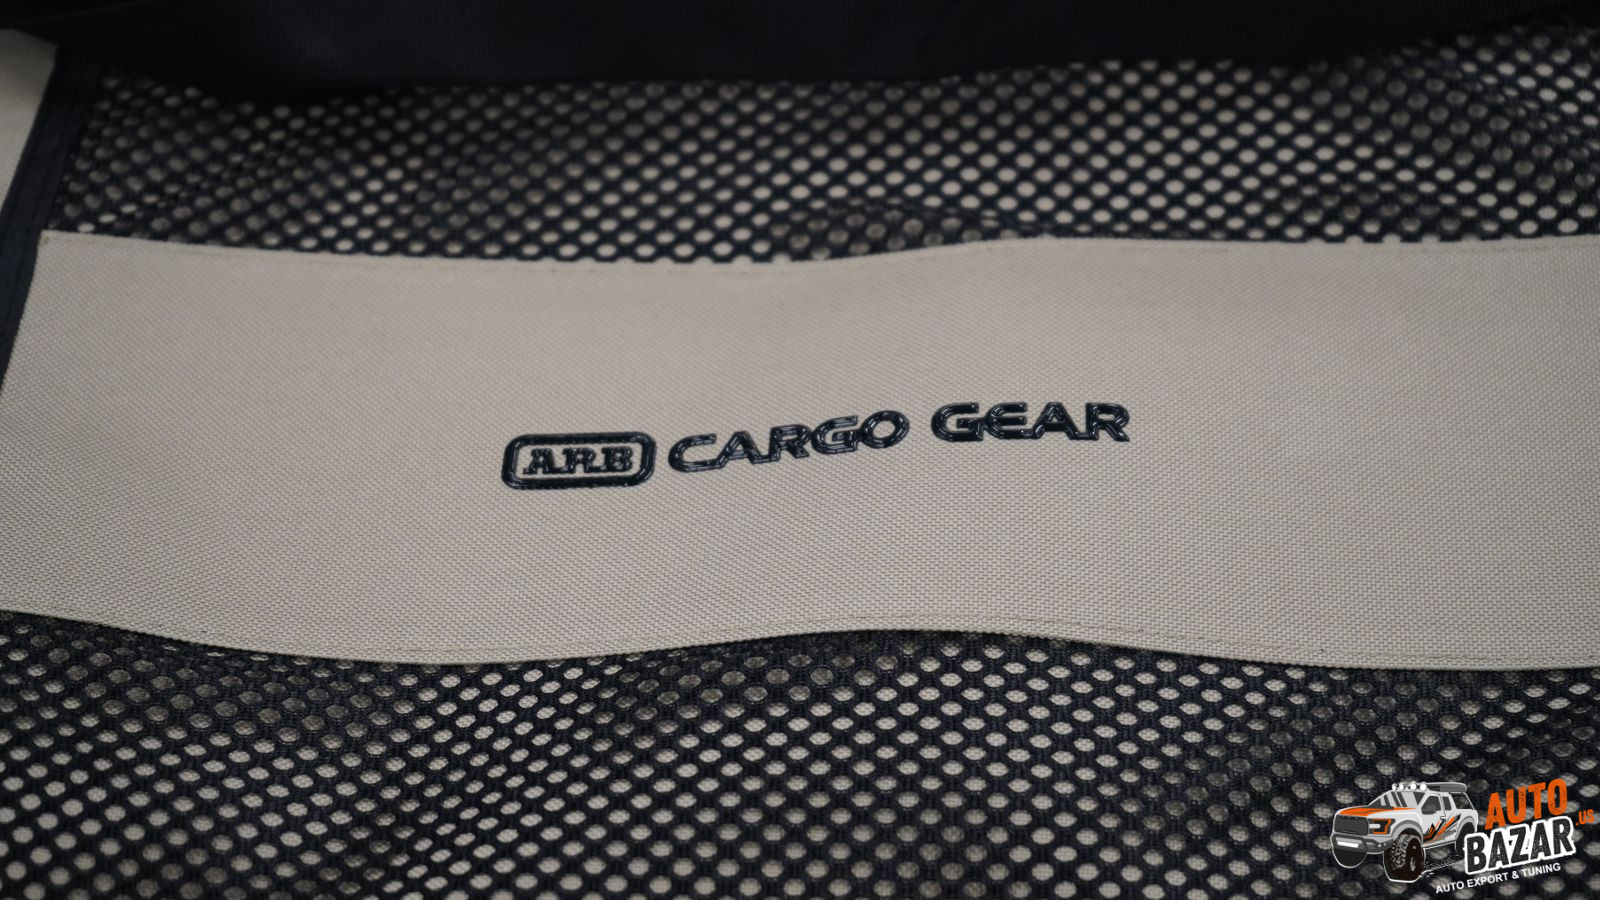 ARB CARGO GEAR
AUTO
BAZAR.us
AUTO EXPORT & TUNING